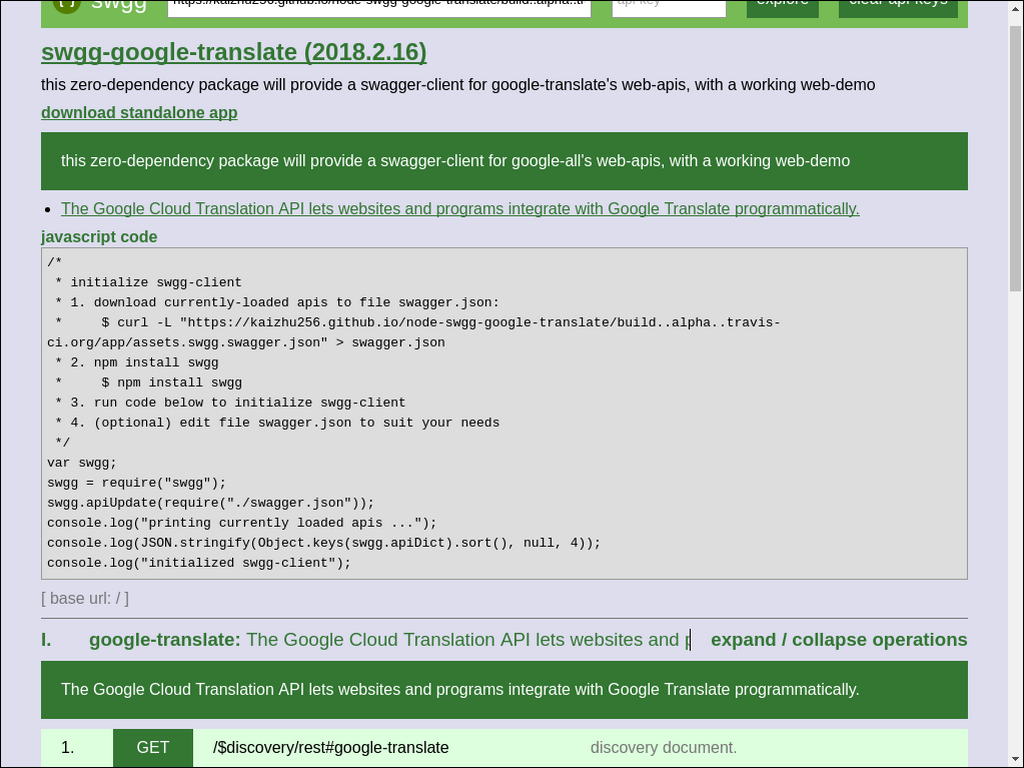 swgg
api key
explore
clear api keys
swgg-google-translate (2018.2.16)
this zero-dependency package will provide a swagger-client for google-translate's web-apis, with a working web-demo
download standalone app
this zero-dependency package will provide a swagger-client for google-all's web-apis, with a working web-demo
• The Google Cloud Translation API lets websites and programs integrate with Google Translate programmatically.
javascript code
/*
 * initialize swgg-client
 * 1. download currently-loaded apis to file swagger.json:
 *     $ curl -L "https://kaizhu256.github.io/node-swgg-google-translate/build..alpha..travis-
ci.org/app/assets.swgg.swagger.json" > swagger.json
 * 2. npm install swgg
 *     $ npm install swgg
 * 3. run code below to initialize swgg-client
 * 4. (optional) edit file swagger.json to suit your needs
 */
var swgg;
swgg = require("swgg");
swgg.apiUpdate(require("./swagger.json"));
console.log("printing currently loaded apis ...");
console.log(JSON.stringify(Object.keys(swgg.apiDict).sort(), null, 4));
console.log("initialized swgg-client");
[ base url: / ]
I. google-translate: The Google Cloud Translation API lets websites and expand / collapse operations
The Google Cloud Translation API lets websites and programs integrate with Google Translate programmatically.
1. GET /$discovery/rest#google-translate discovery document.